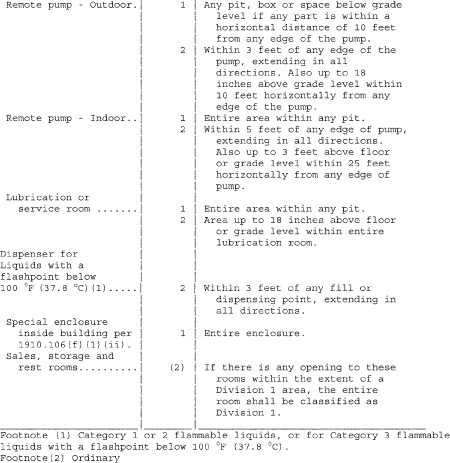 Remote pump - Outdoor.| 1 | Any pit, box or space below grade
level if any part is within a
horizontal distance of 10 feet
from any edge of the pump.
2 | Within 3 feet of any edge of the
pump, extending in all
directions. Also up to 18
inches above grade level within
10 feet horizontally from any
edge of the pump.
Remote pump - Indoor..| 1 | Entire area within any pit.
2 | Within 5 feet of any edge of pump,
extending in all directions.
Also up to 3 feet above floor
or grade level within 25 feet
horizontally from any edge of
pump.
Lubrication or
service room .......| 1 | Entire area within any pit.
2 | Area up to 18 inches above floor
or grade level within entire
lubrication room.
Dispenser for
Liquids with a
flashpoint below
100 °F (37.8 °C)(1).....| 2 | Within 3 feet of any fill or
dispensing point, extending in
all directions.
Special enclosure
inside building per | 1 | Entire enclosure.
1910.106(f)(1)(ii).
Sales, storage and
rest rooms..........| (2) | If there is any opening to these
rooms within the extent of a
Division 1 area, the entire
room shall be classified as
Division 1.
Footnote (1) Category 1 or 2 flammable liquids, or for Category 3 flammable
liquids with a flashpoint below 100 °F (37.8 °C).
Footnote(2) Ordinary